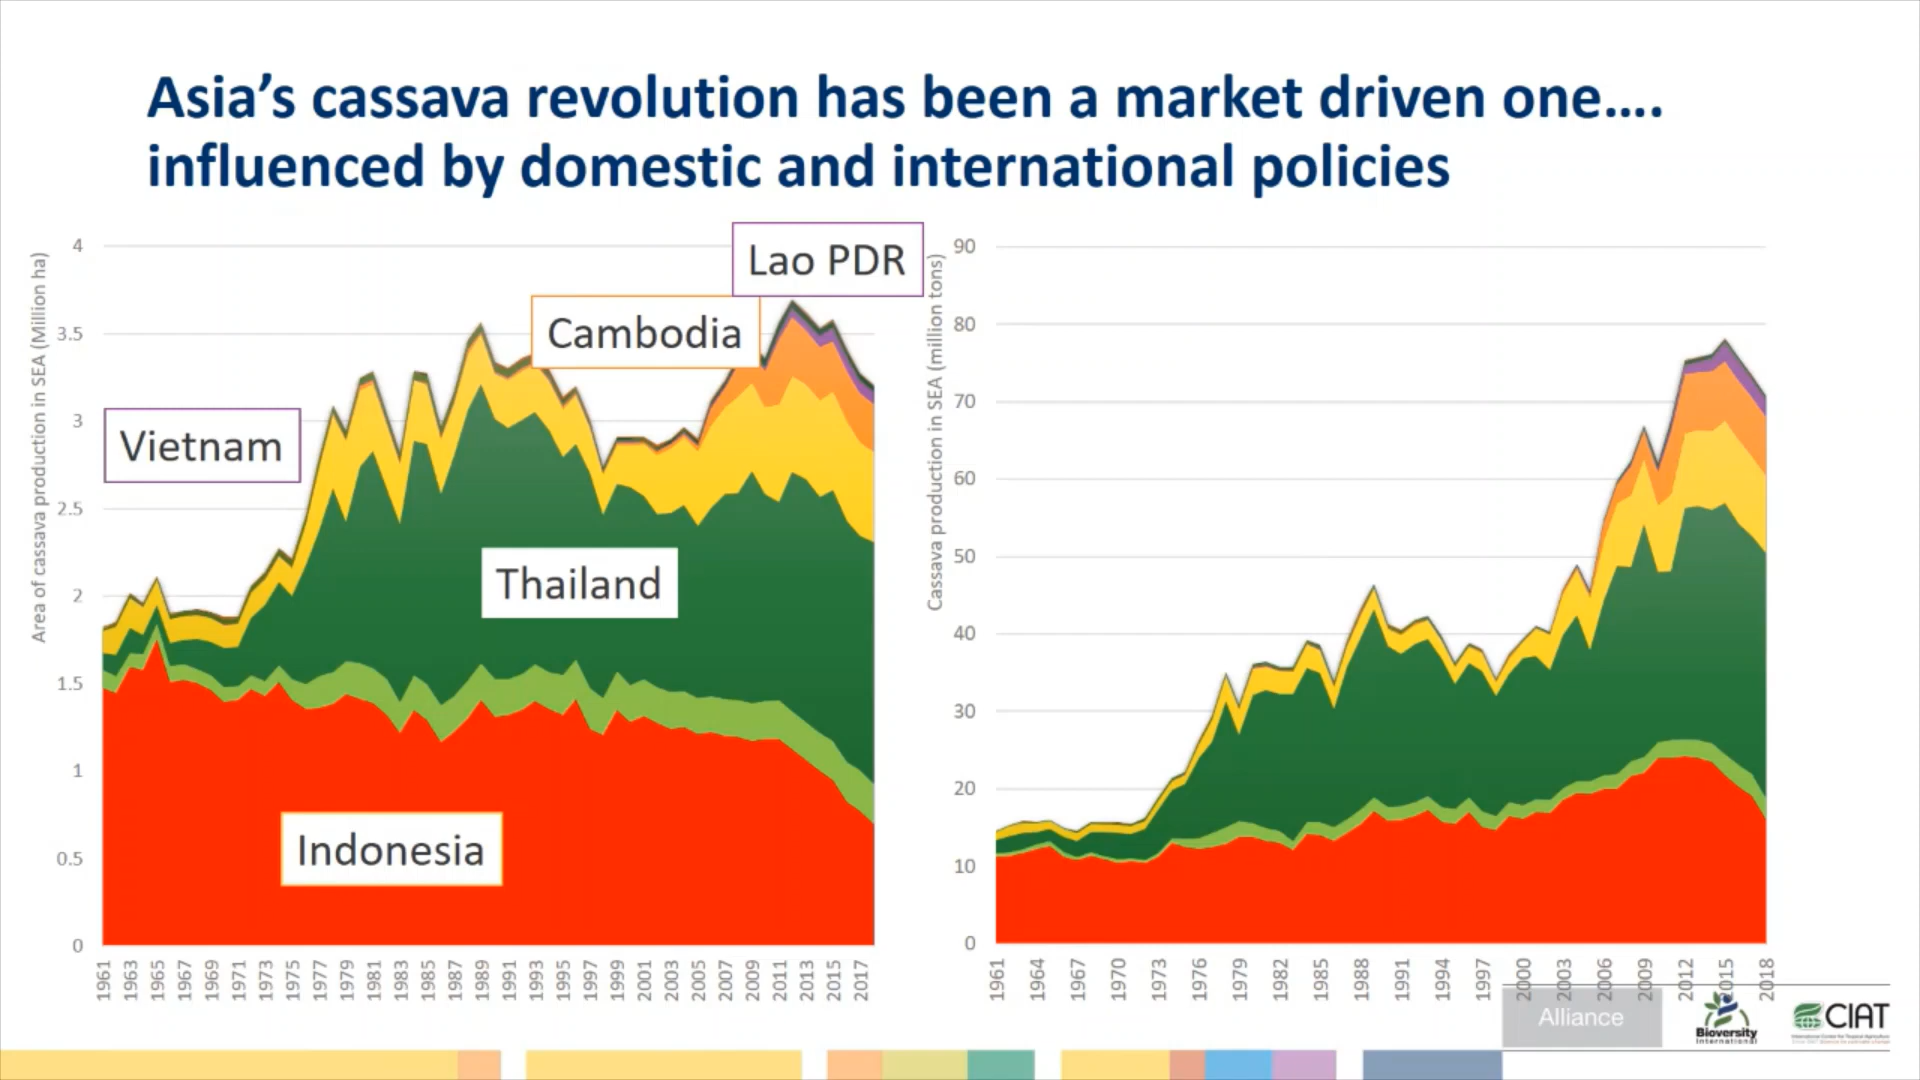 Asia’s cassava revolution has been a market driven one….
influenced by domestic and international policies
Area of cassava production in SEA (Million ha)
4
3.5
3
2.5
2
1.5
1
0.5
0
Vietnam
Cambodia
Lao PDR
Thailand
Indonesia
1961 1963 1965 1967 1969 1971 1973 1975 1977 1979 1981 1983 1985 1987 1989 1991 1993 1995 1997 1999 2001 2003 2005 2007 2009 2011 2013 2015 2017
Cassava production in SEA (million tons)
90
80
70
60
50
40
30
20
10
0
1961 1964 1967 1970 1973 1976 1979 1982 1985 1988 1991 1994 1997 2000 2003 2006 2009 2012 2015 2018
Alliance
Bioversity
International
CIAT